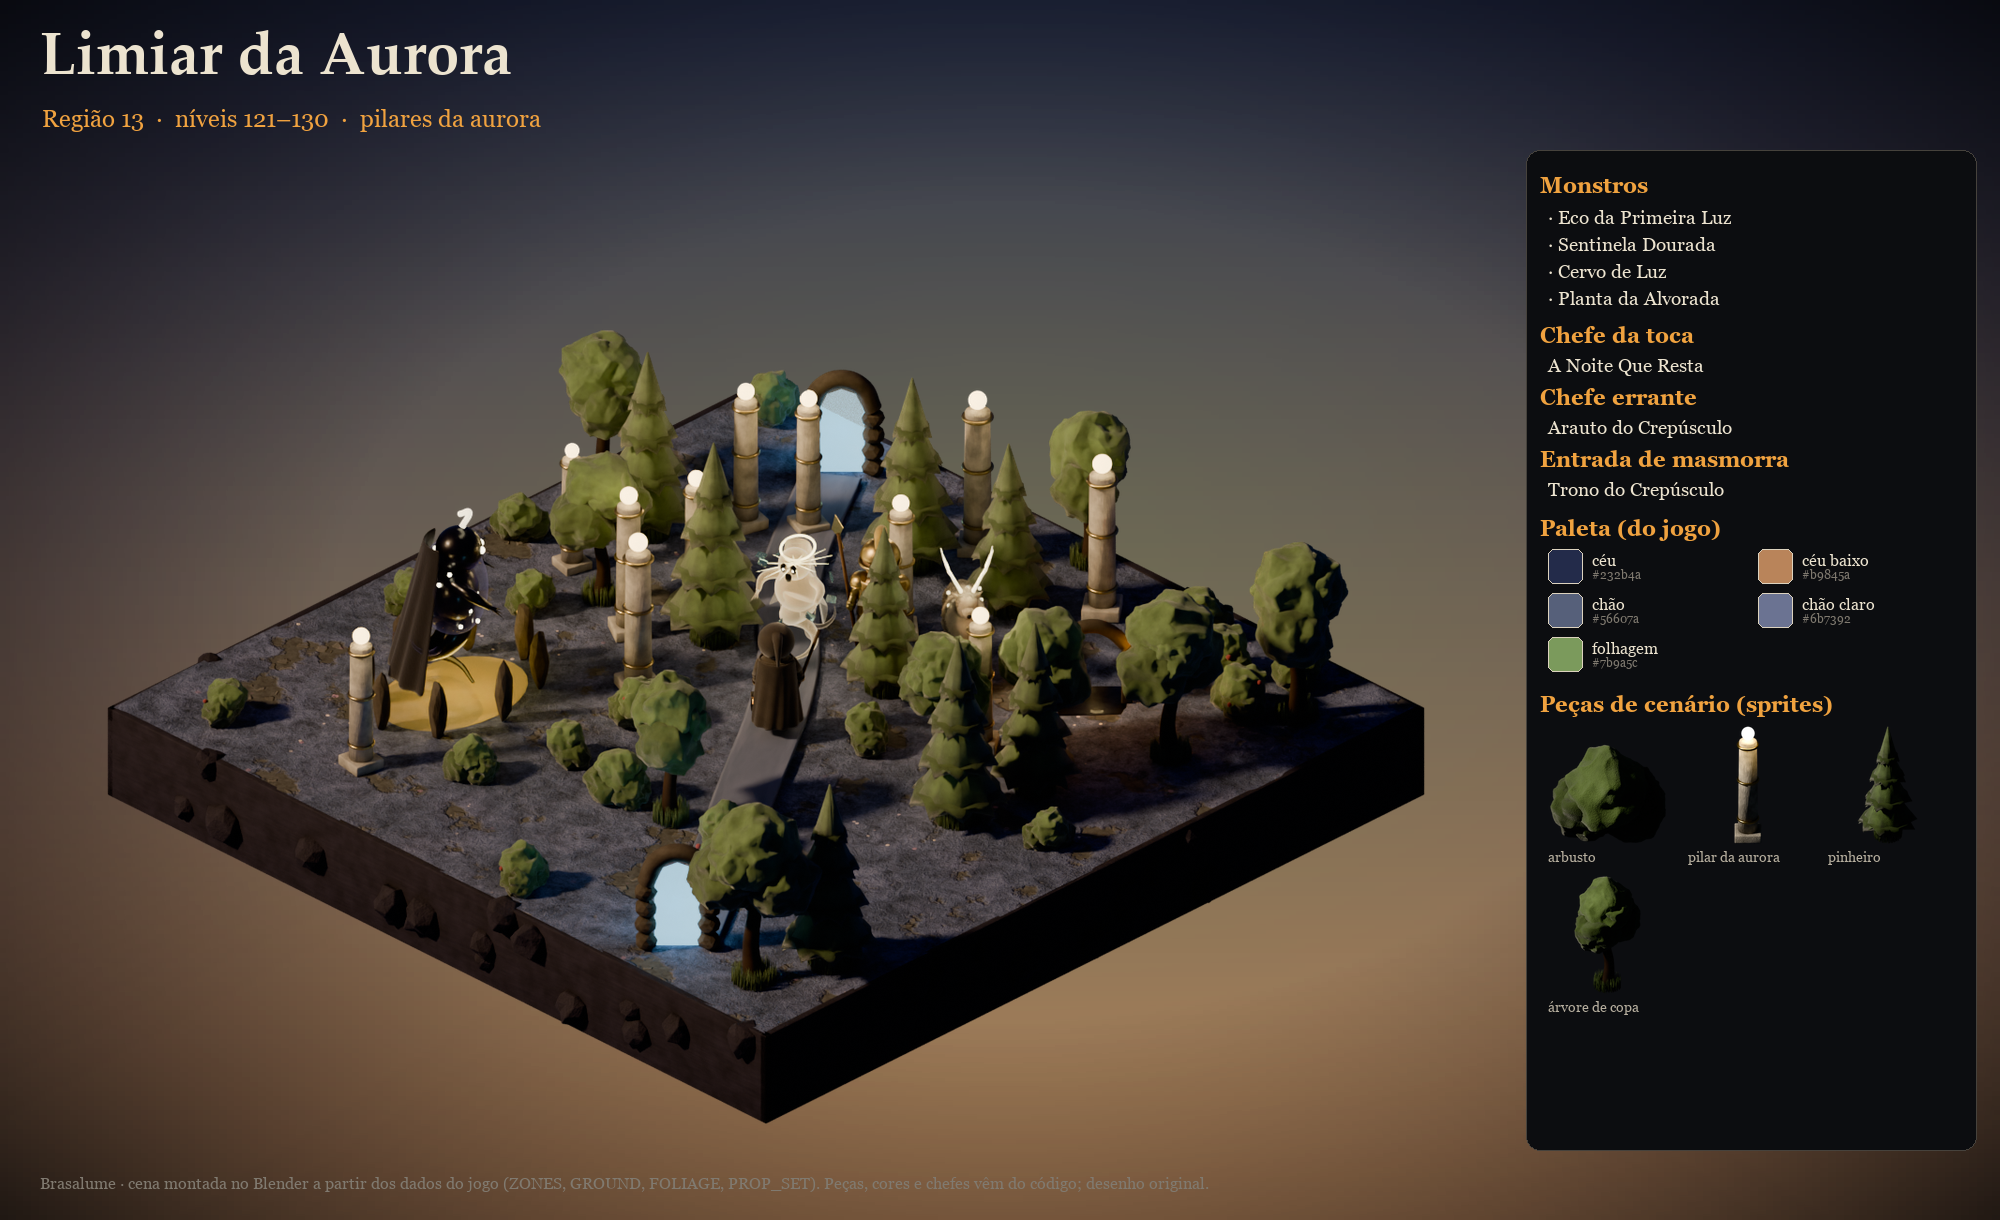 Limiar da Aurora
Região 13 · níveis 121–130 · pilares da aurora
Monstros
· Eco da Primeira Luz
· Sentinela Dourada
· Cervo de Luz
· Planta da Alvorada
Chefe da toca
A Noite Que Resta
Chefe errante
Arauto do Crepúsculo
Entrada de masmorra
Trono do Crepúsculo
Paleta (do jogo)
céu
#232b4a
céu baixo
#b9845a
chão
#56607a
chão claro
#6b7392
folhagem
#7b9a5c
Peças de cenário (sprites)
arbusto
pilar da aurora
pinheiro
árvore de copa
Brasalume · cena montada no Blender a partir dos dados do jogo (ZONES, GROUND, FOLIAGE, PROP_SET). Peças, cores e chefes vêm do código; desenho original.